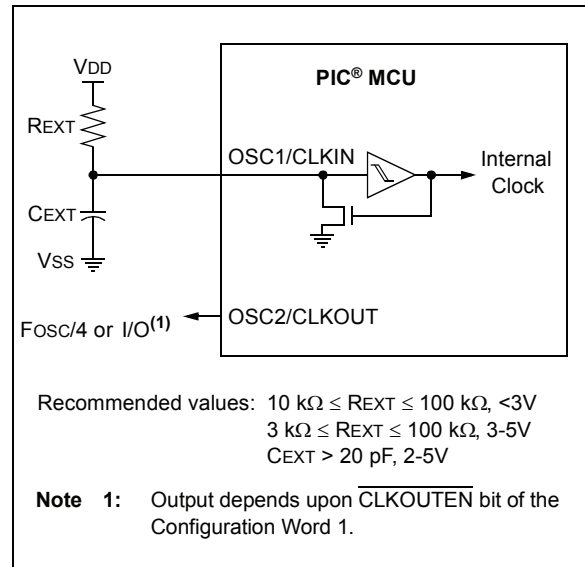 VDD
PIC® MCU
REXT
OSC1/CLKIN
Internal
Clock
CEXT
VSS
OSC2/CLKOUT
FOSC/4 or I/O(1)
Recommended values: 10 kΩ ≤ REXT ≤ 100 kΩ, <3V
3 kΩ ≤ REXT ≤ 100 kΩ, 3-5V
CEXT > 20 pF, 2-5V
Note 1: Output depends upon CLKOUTEN bit of the
Configuration Word 1.